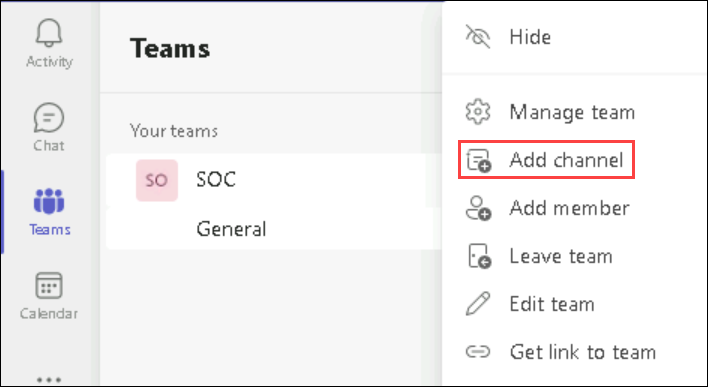 Activity
Chat
Teams
Calendar
Teams
Your teams
SO SOC
General
Hide
Manage team
Add channel
Add member
Leave team
Edit team
Get link to team